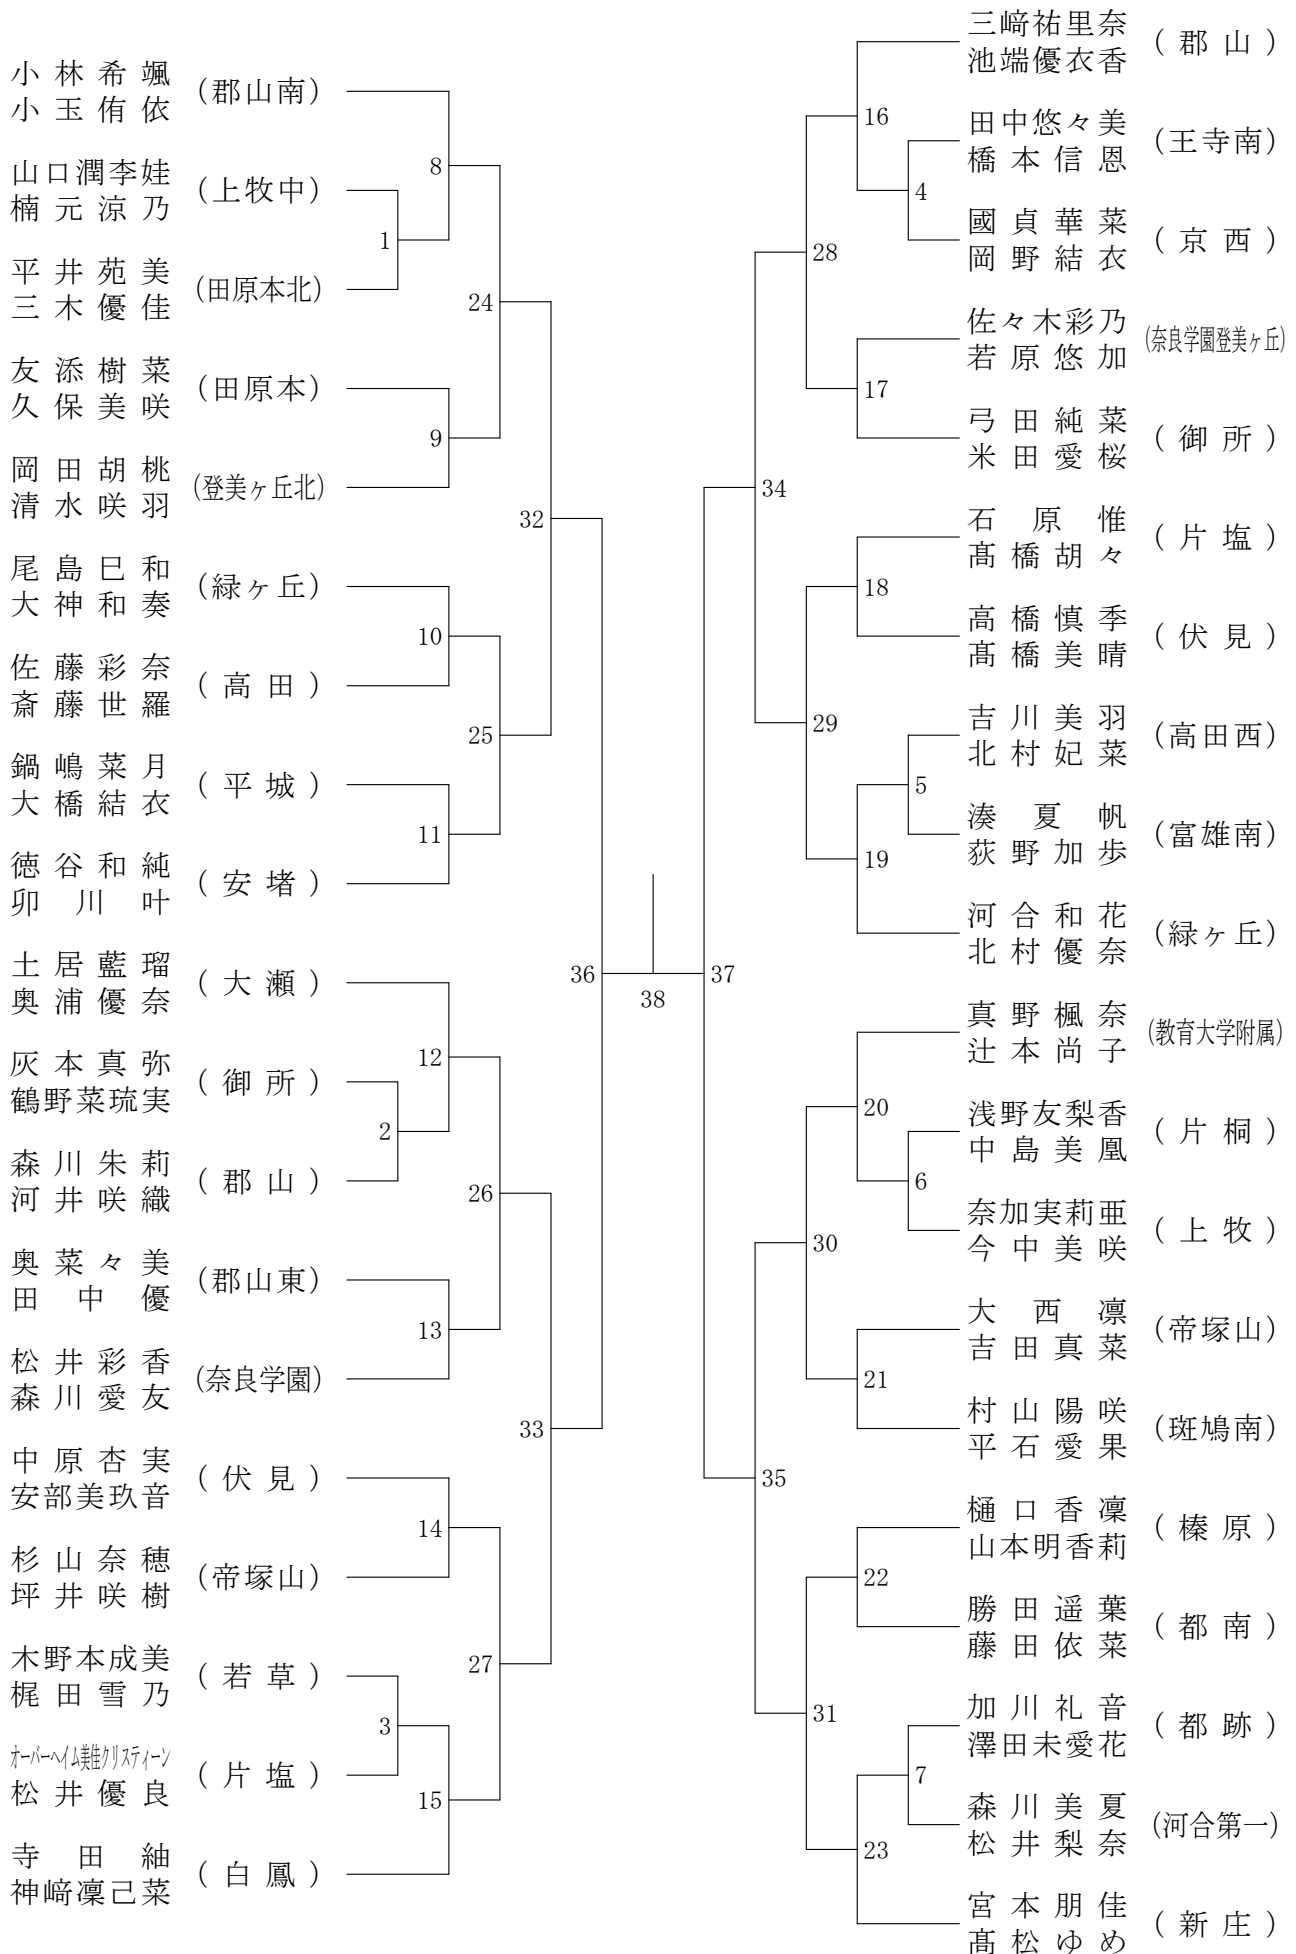 小林希颯
小玉侑依
(郡山南)
山口潤李娃
楠元涼乃
(上牧中)
平井苑美
三木優佳
(田原本北)
友添樹菜
久保美咲
(田原本)
岡田胡桃
清水咲羽
(登美ヶ丘北)
尾島巳和
大神和奏
(緑ヶ丘)
佐藤彩奈
斎藤世羅
(高田)
鍋嶋菜月
大橋結衣
(平城)
徳谷和純
卯川叶
(安堵)
土居藍瑠
奥浦優奈
(大瀬)
灰本真弥
鶴野菜琉実
(御所)
森川朱莉
河井咲織
(郡山)
奥菜々美
田中優
(郡山東)
松井彩香
森川愛友
(奈良学園)
中原杏実
安部美玖音
(伏見)
杉山奈穂
坪井咲樹
(帝塚山)
木野本成美
梶田雪乃
(若草)
オーバーヘイム美佳クリスティーン
松井優良
(片塩)
寺田紬
神﨑凜己菜
(白鳳)
1
2
3
8
9
10
11
12
13
14
15
24
25
26
27
32
33
36
38
37
34
35
28
29
30
31
16
17
18
19
20
21
22
23
4
5
6
7
三﨑祐里奈
池端優衣香
(郡山)
田中悠々美
橋本信恩
(王寺南)
國貞華菜
岡野結衣
(京西)
佐々木彩乃
若原悠加
(奈良学園登美ヶ丘)
弓田純菜
米田愛桜
(御所)
石原惟
髙橋胡々
(片塩)
高橋慎季
髙橋美晴
(伏見)
吉川美羽
北村妃菜
(高田西)
湊夏帆
荻野加歩
(富雄南)
河合和花
北村優奈
(緑ヶ丘)
真野楓奈
辻本尚子
(教育大学附属)
浅野友梨香
中島美凰
(片桐)
奈加実莉亜
今中美咲
(上牧)
大西凛
吉田真菜
(帝塚山)
村山陽咲
平石愛果
(斑鳩南)
樋口香凜
山本明香莉
(榛原)
勝田遥葉
藤田依菜
(都南)
加川礼音
澤田未愛花
(都跡)
森川美夏
松井梨奈
(河合第一)
宮本朋佳
髙松ゆめ
(新庄)